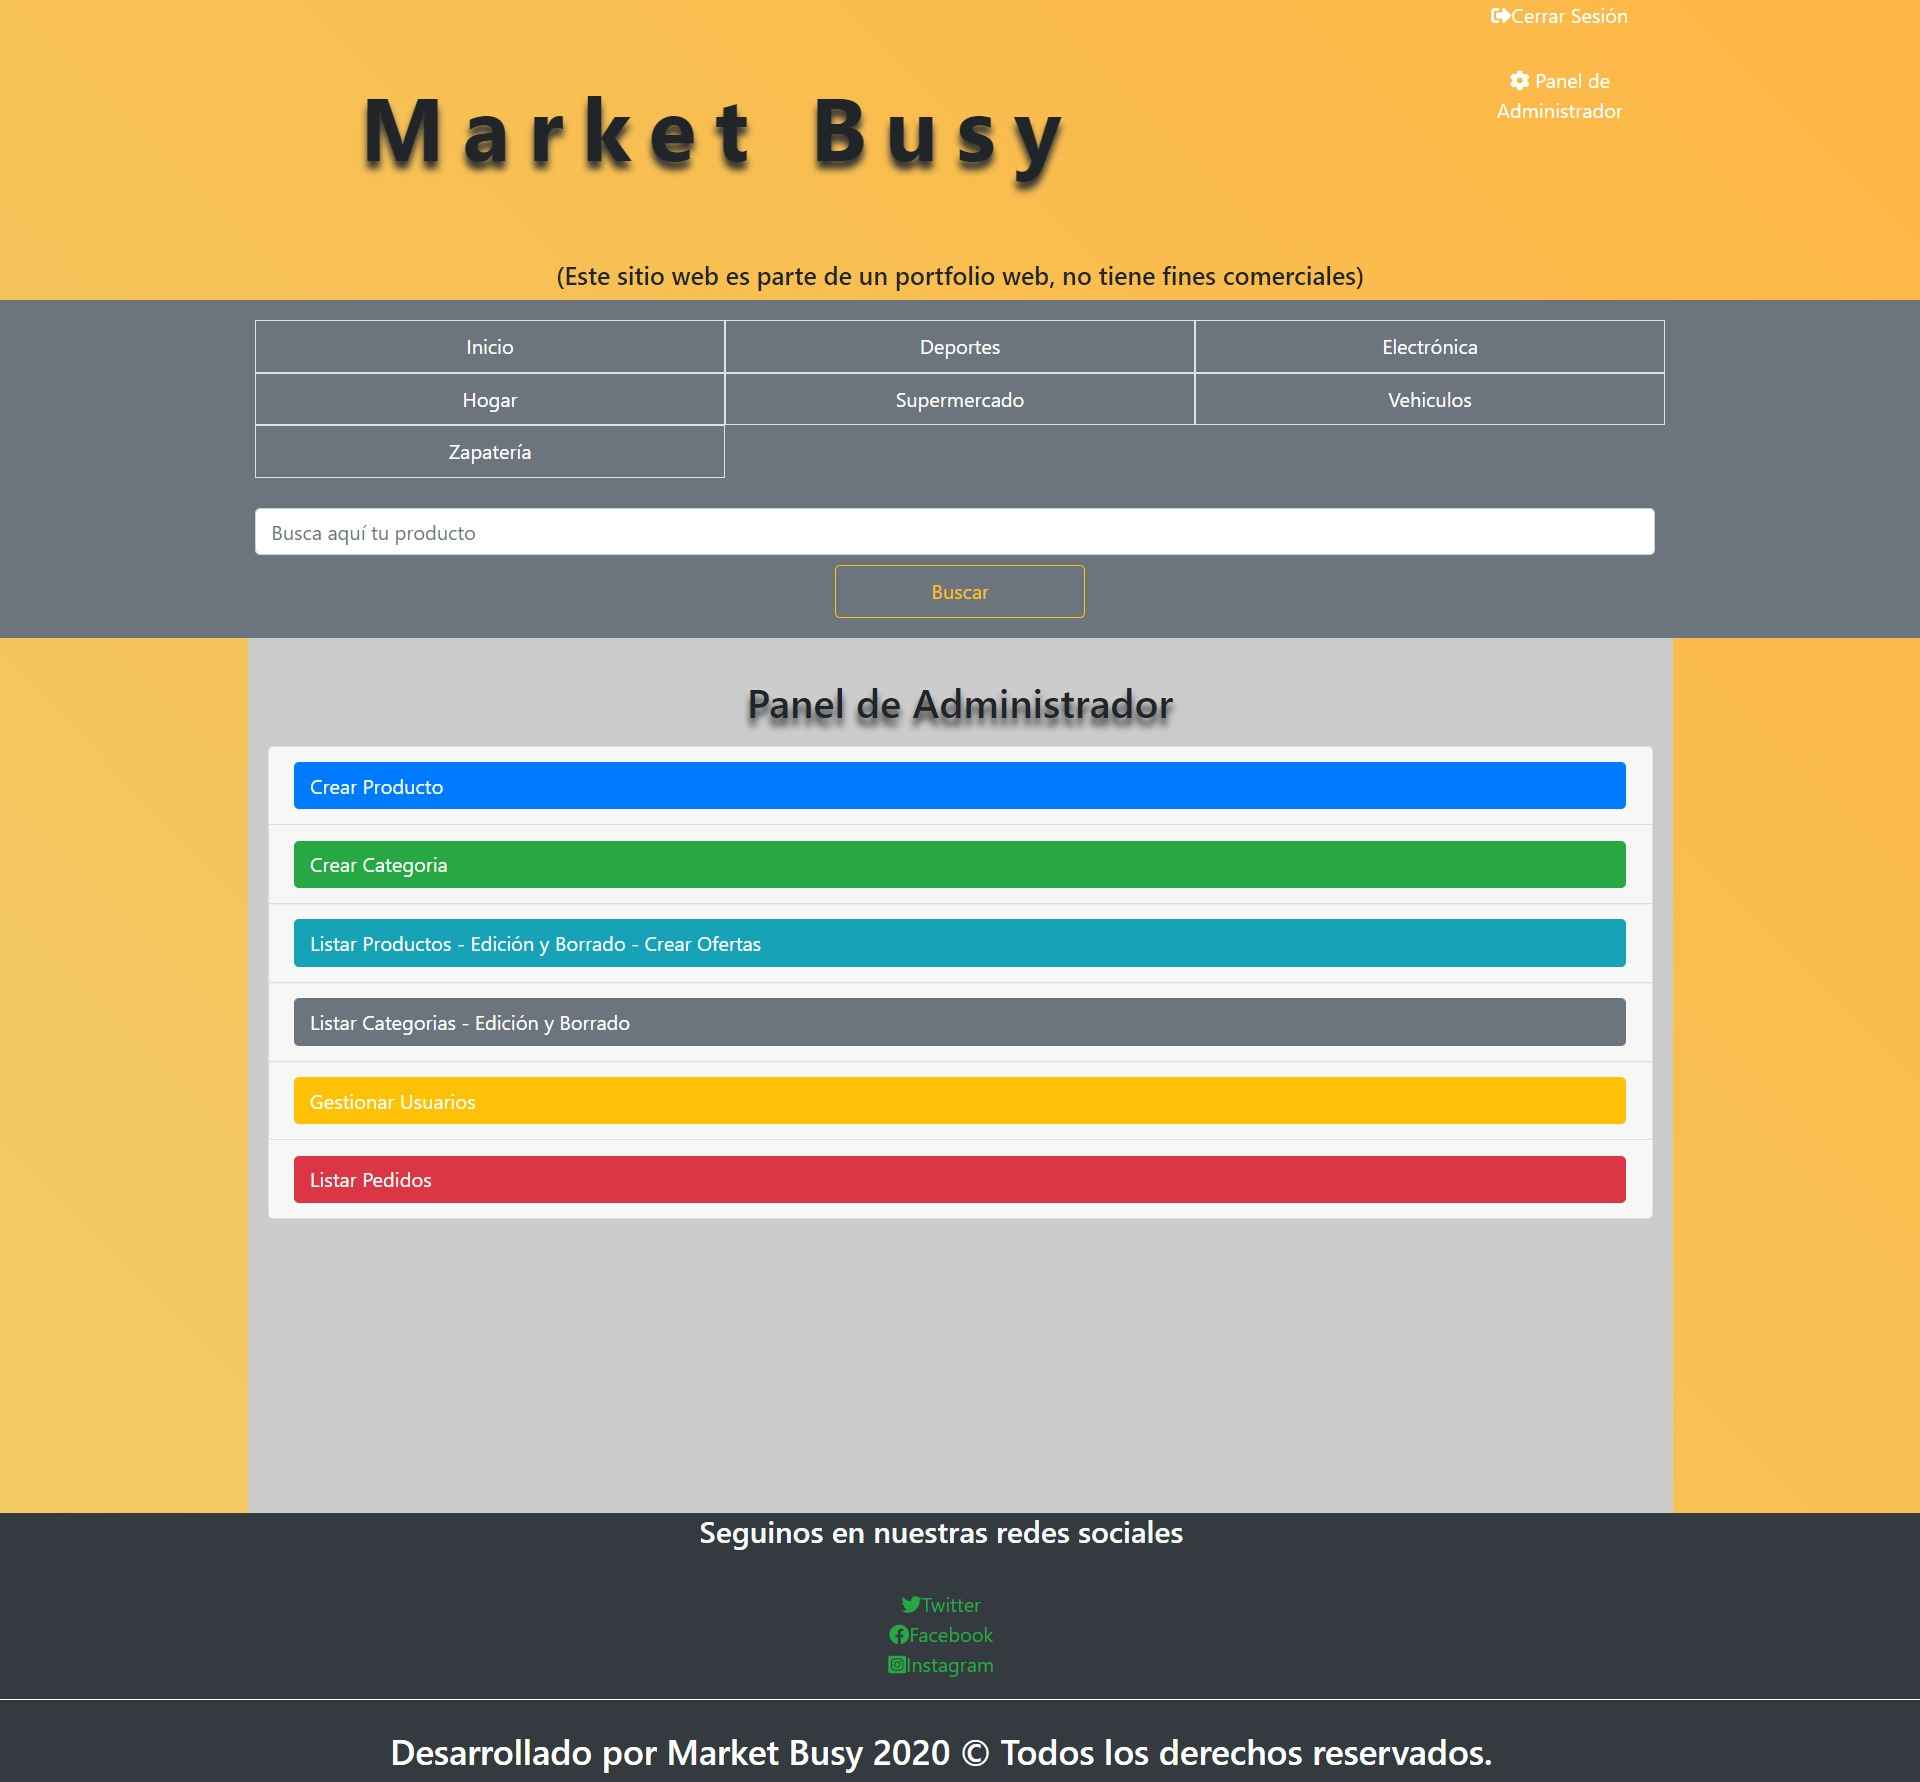 Cerrar Sesión
Panel de
Administrador
Market Busy
(Este sitio web es parte de un portfolio web, no tiene fines comerciales)
Inicio
Deportes
Electrónica
Hogar
Supermercado
Vehiculos
Zapatería
Busca aquí tu producto
Buscar
Panel de Administrador
Crear Producto
Crear Categoria
Listar Productos - Edición y Borrado - Crear Ofertas
Listar Categorias - Edición y Borrado
Gestionar Usuarios
Listar Pedidos
Seguinos en nuestras redes sociales
Twitter
Facebook
Instagram
Desarrollado por Market Busy 2020 © Todos los derechos reservados.